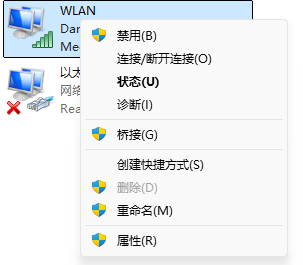 WLAN
Dar
Me
以太
网络
Rea
禁用(B)
连接/断开连接(O)
状态(U)
诊断(I)
桥接(G)
创建快捷方式(S)
删除(D)
重命名(M)
属性(R)